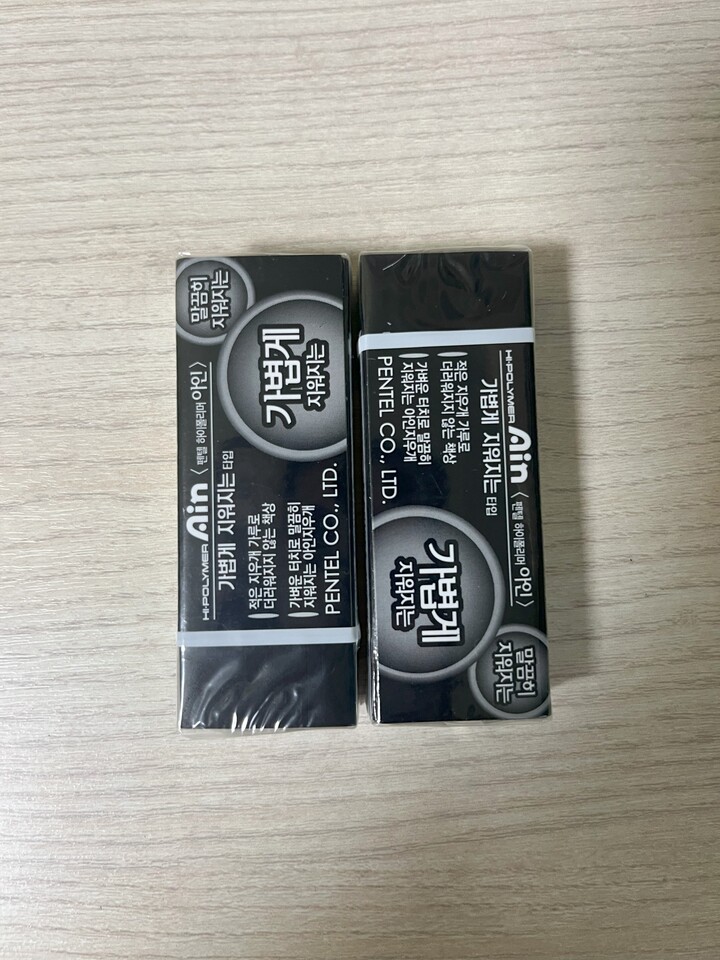 말끔히
지워지는
가볍게
지워지는
HI-POLYMER Ain 〈펜텔 하이폴리머 아인〉
가볍게 지워지는 타입
적은 지우개 가루로
더러워지지 않는 책상
가벼운 터치로 말끔히
지워지는 아인지우개
PENTEL CO., LTD.
HI-POLYMER Ain 〈펜텔 하이폴리머 아인〉
가볍게 지워지는 타입
적은 지우개 가루로
더러워지지 않는 책상
가벼운 터치로 말끔히
지워지는 아인지우개
PENTEL CO., LTD.
가볍게
지워지는
말끔히
지워지는